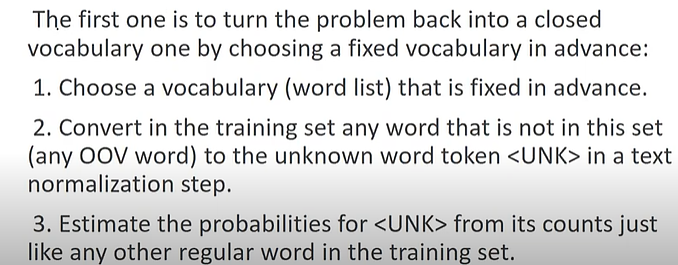 The first one is to turn the problem back into a closed
vocabulary one by choosing a fixed vocabulary in advance:
1. Choose a vocabulary (word list) that is fixed in advance.
2. Convert in the training set any word that is not in this set
(any OOV word) to the unknown word token <UNK> in a text
normalization step.
3. Estimate the probabilities for <UNK> from its counts just
like any other regular word in the training set.